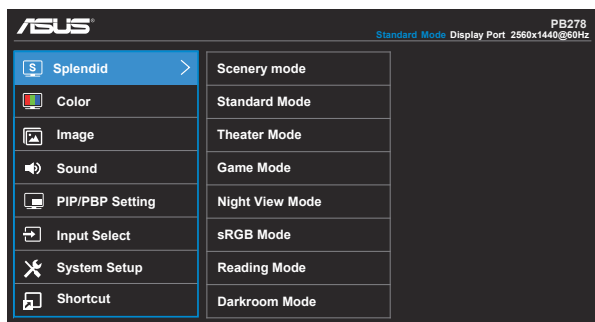 ASUS
PB278
Standard Mode Display Port 2560x1440@60Hz
S Splendid
Color
Image
Sound
PIP/PBP Setting
Input Select
System Setup
Shortcut
Scenery mode
Standard Mode
Theater Mode
Game Mode
Night View Mode
sRGB Mode
Reading Mode
Darkroom Mode